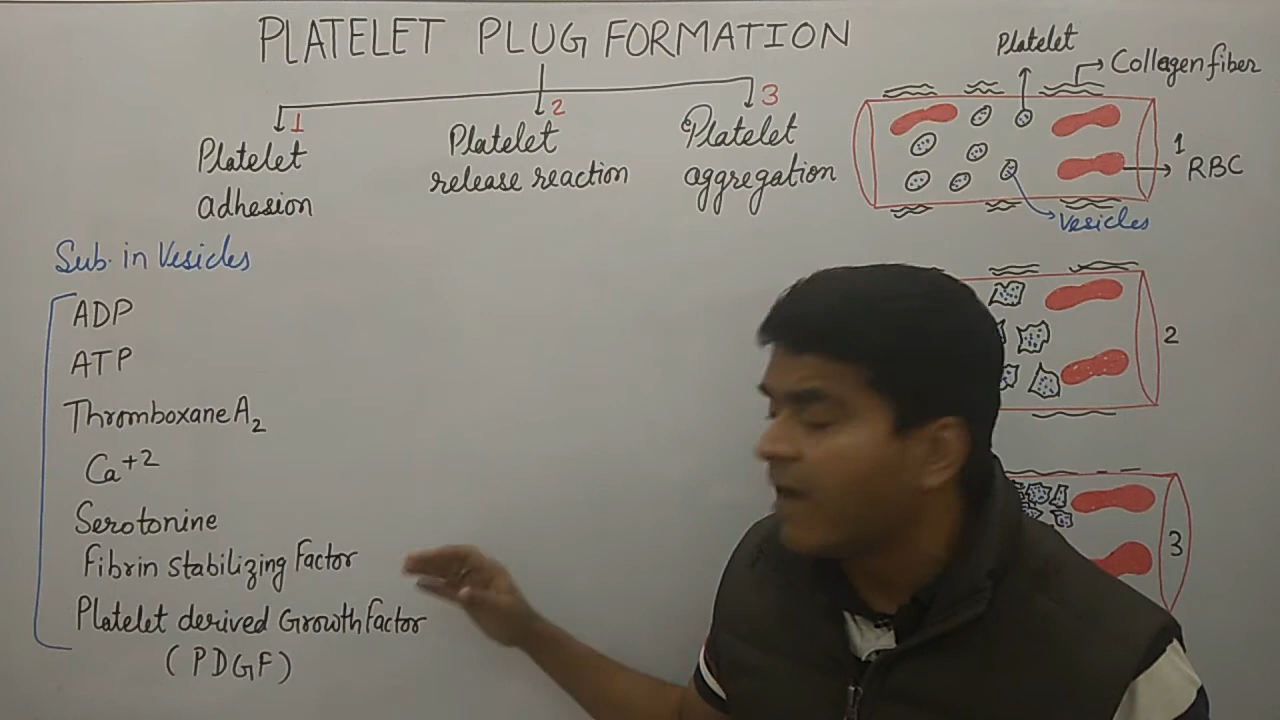 PLATELET PLUG FORMATION
1
Platelet
adhesion
2
Platelet
release reaction
3
Platelet
aggregation
Platelet
Collagen fiber
1
RBC
Vesicles
2
3
Sub. in Vesicles
ADP
ATP
Thromboxane A2
Ca+2
Serotonine
Fibrin stabilizing Factor
Platelet derived Growth factor
(PDGF)